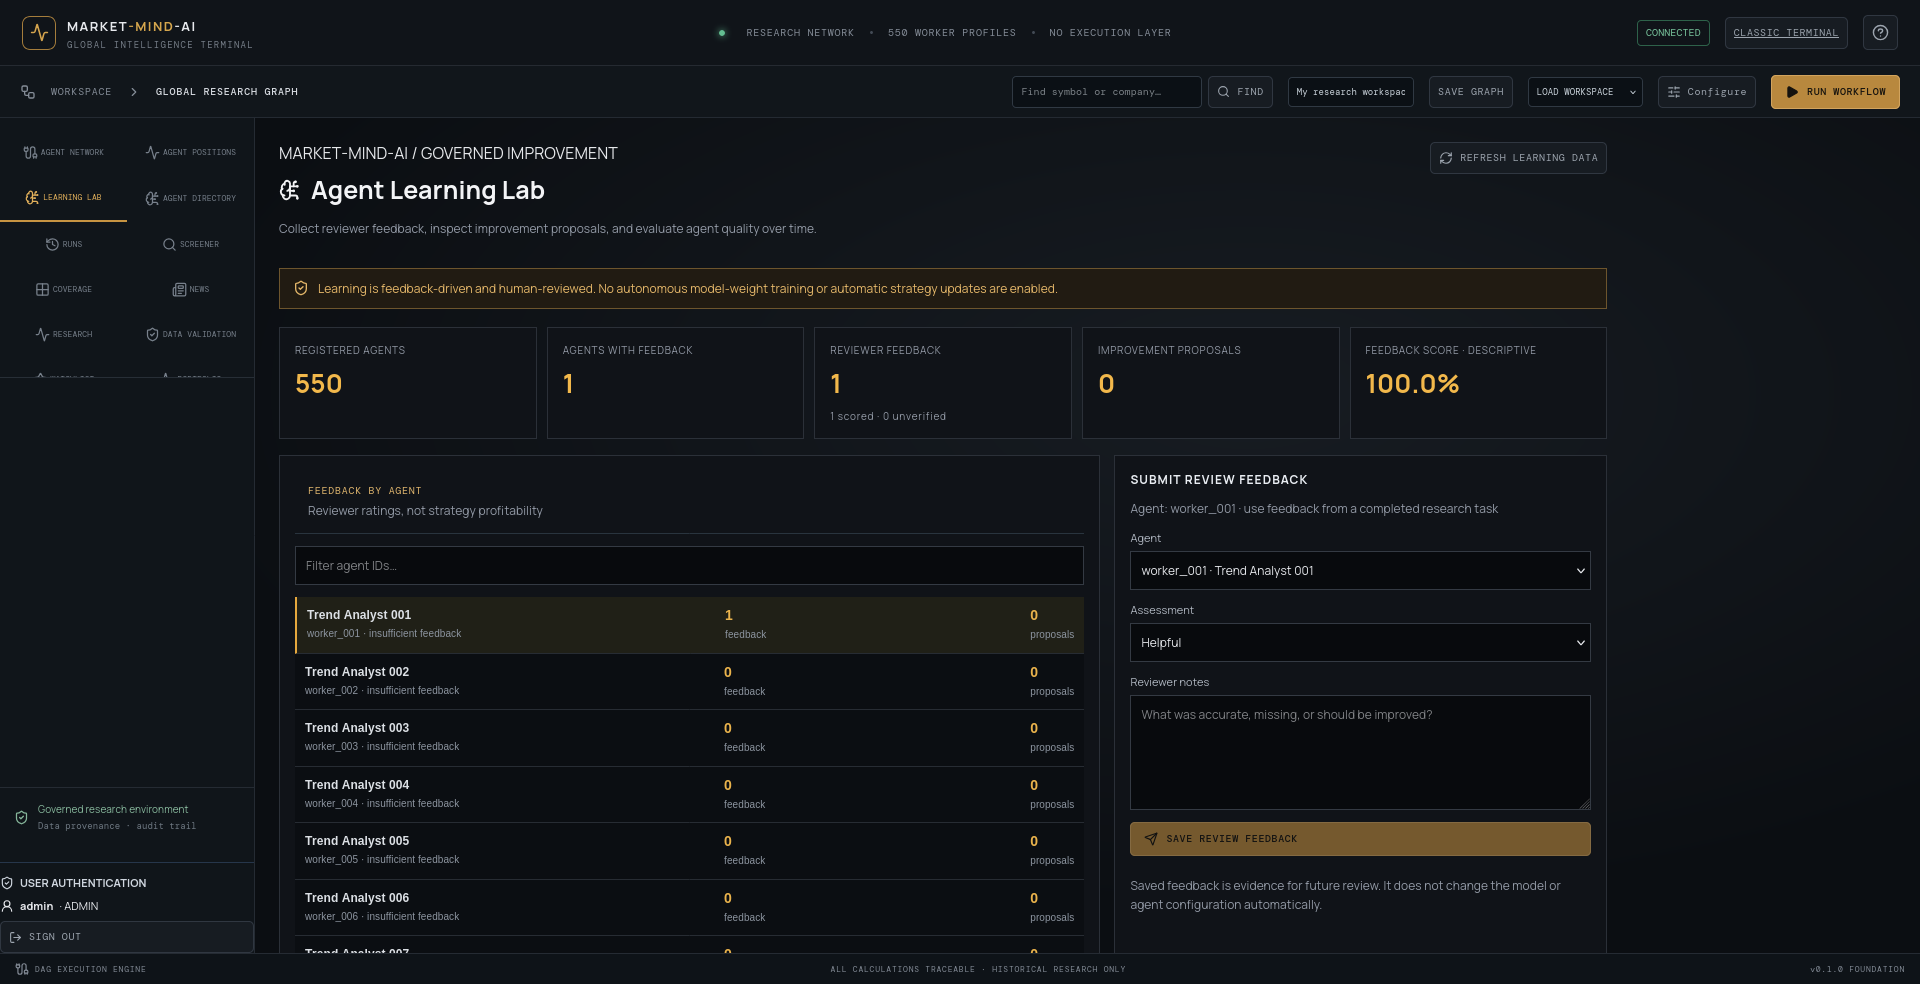 MARKET-MIND-AI
GLOBAL INTELLIGENCE TERMINAL
RESEARCH NETWORK • 550 WORKER PROFILES • NO EXECUTION LAYER
CONNECTED
CLASSIC TERMINAL
WORKSPACE > GLOBAL RESEARCH GRAPH
Find symbol or company…
FIND
My research workspac
SAVE GRAPH
LOAD WORKSPACE
Configure
RUN WORKFLOW
AGENT NETWORK
AGENT POSITIONS
LEARNING LAB
AGENT DIRECTORY
RUNS
SCREENER
COVERAGE
NEWS
RESEARCH
DATA VALIDATION
Governed research environment
Data provenance · audit trail
USER AUTHENTICATION
admin · ADMIN
SIGN OUT
MARKET-MIND-AI / GOVERNED IMPROVEMENT
Agent Learning Lab
Collect reviewer feedback, inspect improvement proposals, and evaluate agent quality over time.
REFRESH LEARNING DATA
Learning is feedback-driven and human-reviewed. No autonomous model-weight training or automatic strategy updates are enabled.
REGISTERED AGENTS
550
AGENTS WITH FEEDBACK
1
REVIEWER FEEDBACK
1
1 scored · 0 unverified
IMPROVEMENT PROPOSALS
0
FEEDBACK SCORE · DESCRIPTIVE
100.0%
FEEDBACK BY AGENT
Reviewer ratings, not strategy profitability
Filter agent IDs…
Trend Analyst 001 1 0
worker_001 · insufficient feedback feedback proposals
Trend Analyst 002 0 0
worker_002 · insufficient feedback feedback proposals
Trend Analyst 003 0 0
worker_003 · insufficient feedback feedback proposals
Trend Analyst 004 0 0
worker_004 · insufficient feedback feedback proposals
Trend Analyst 005 0 0
worker_005 · insufficient feedback feedback proposals
Trend Analyst 006 0 0
worker_006 · insufficient feedback feedback proposals
Trend Analyst 007 0 0
SUBMIT REVIEW FEEDBACK
Agent: worker_001 · use feedback from a completed research task
Agent
worker_001 · Trend Analyst 001
Assessment
Helpful
Reviewer notes
What was accurate, missing, or should be improved?
SAVE REVIEW FEEDBACK
Saved feedback is evidence for future review. It does not change the model or
agent configuration automatically.
DAG EXECUTION ENGINE
ALL CALCULATIONS TRACEABLE · HISTORICAL RESEARCH ONLY
v0.1.0 FOUNDATION